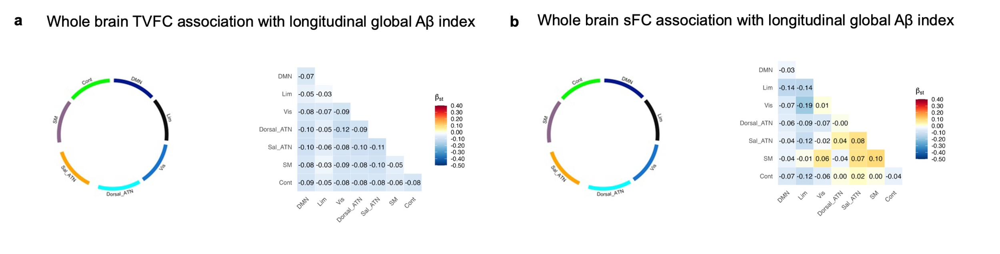 a Whole brain TVFC association with longitudinal global Aβ index
Cont
DMN
Lim
Vis
Dorsal_ATN
Sal_ATN
SM
DMN -0.07
Lim -0.05 -0.03
Vis -0.08 -0.07 -0.09
Dorsal_ATN -0.10 -0.05 -0.12 -0.09
Sal_ATN -0.10 -0.06 -0.08 -0.10 -0.11
SM -0.08 -0.03 -0.09 -0.08 -0.10 -0.05
Cont -0.09 -0.05 -0.08 -0.08 -0.08 -0.06 -0.08
DMN Lim Vis Dorsal_ATN Sal_ATN SM Cont
βst
0.40
0.30
0.20
0.10
0.00
-0.10
-0.20
-0.30
-0.40
-0.50
b Whole brain sFC association with longitudinal global Aβ index
Cont
DMN
Lim
Vis
Dorsal_ATN
Sal_ATN
SM
DMN -0.03
Lim -0.14 -0.14
Vis -0.07 -0.19 0.01
Dorsal_ATN -0.06 -0.09 -0.07 -0.00
Sal_ATN -0.04 -0.12 -0.02 0.04 0.08
SM -0.04 -0.01 0.06 -0.04 0.07 0.10
Cont -0.07 -0.12 -0.06 0.00 0.02 0.00 -0.04
DMN Lim Vis Dorsal_ATN Sal_ATN SM Cont
βst
0.40
0.30
0.20
0.10
0.00
-0.10
-0.20
-0.30
-0.40
-0.50